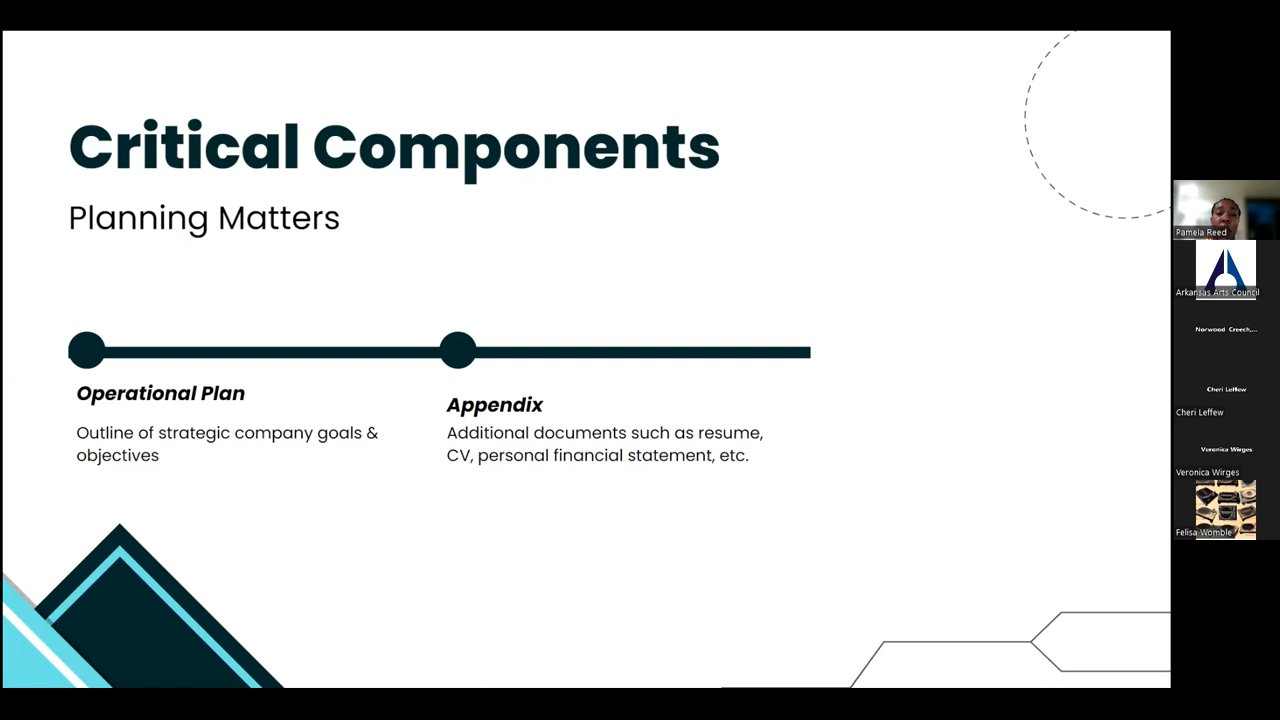 Critical Components
Planning Matters
Operational Plan
Outline of strategic company goals &
objectives
Appendix
Additional documents such as resume,
CV, personal financial statement, etc.
Pamela Reed
Arkansas Arts Council
Norwood Creech,...
Cheri Leffew
Cheri Leffew
Veronica Wirges
Veronica Wirges
Felisa Womble